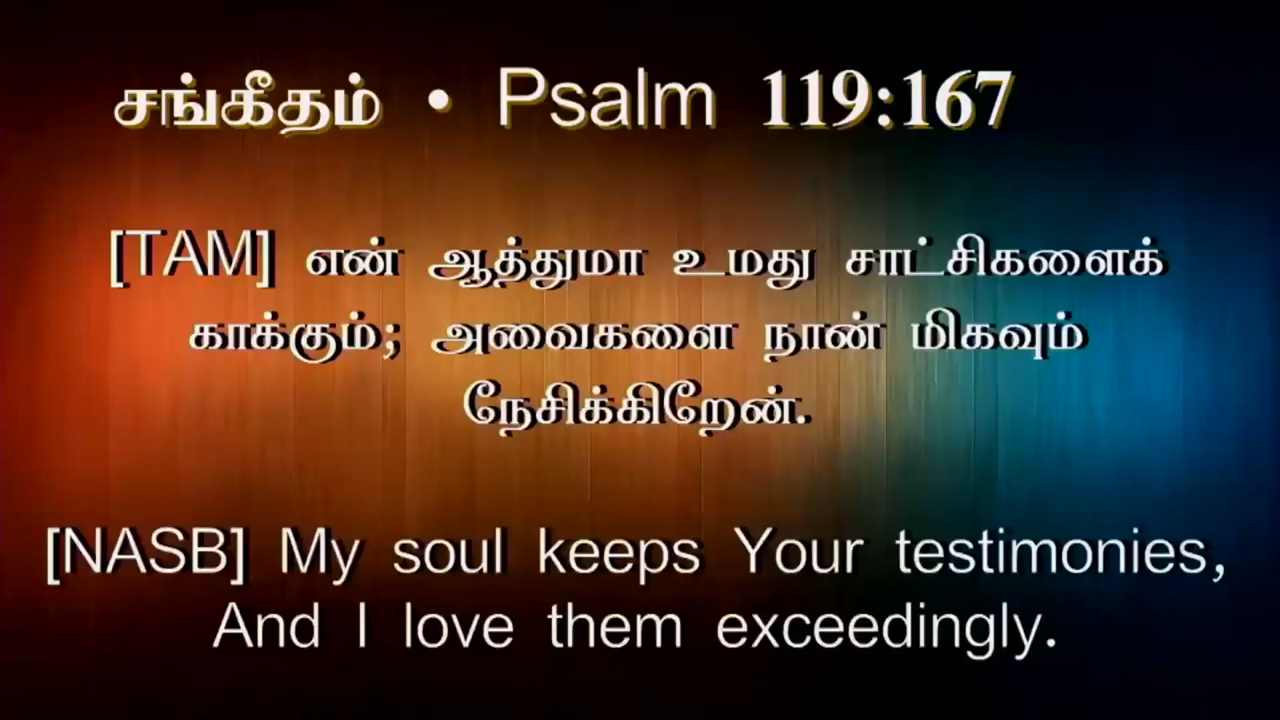 சங்கீதம் • Psalm 119:167
[TAM] என் ஆத்துமா உமது சாட்சிகளைக்
காக்கும்; அவைகளை நான் மிகவும்
நேசிக்கிறேன்.
[NASB] My soul keeps Your testimonies,
And I love them exceedingly.